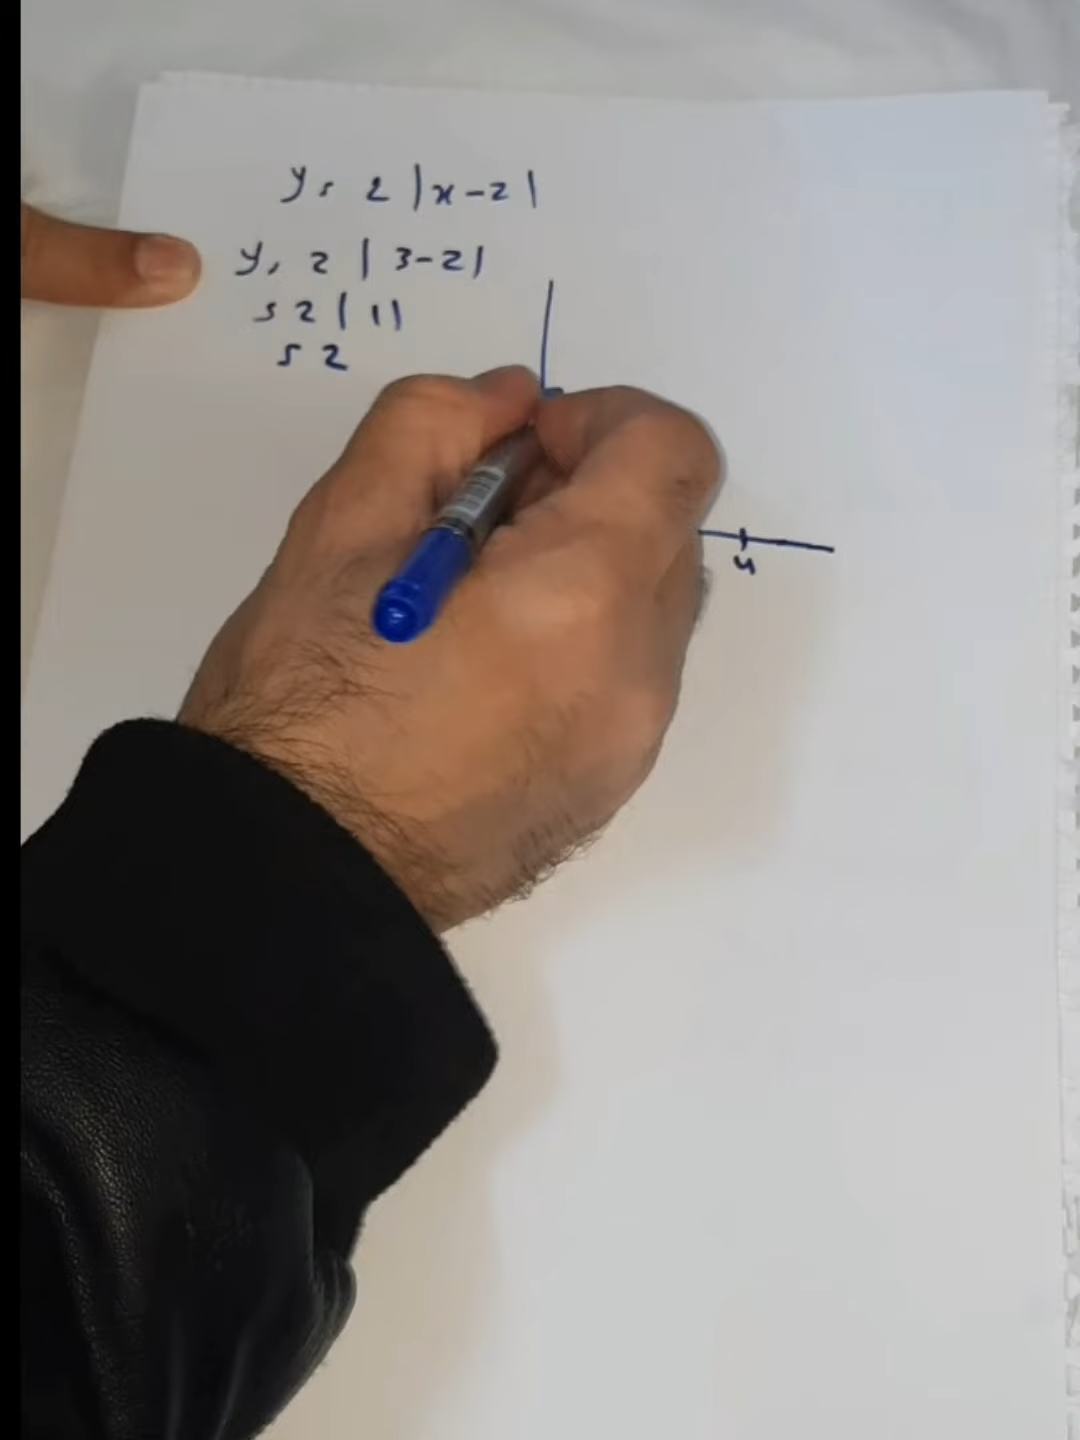 y = 2 |x-2|
y = 2 | 3-2|
= 2 | 1|
= 2
4